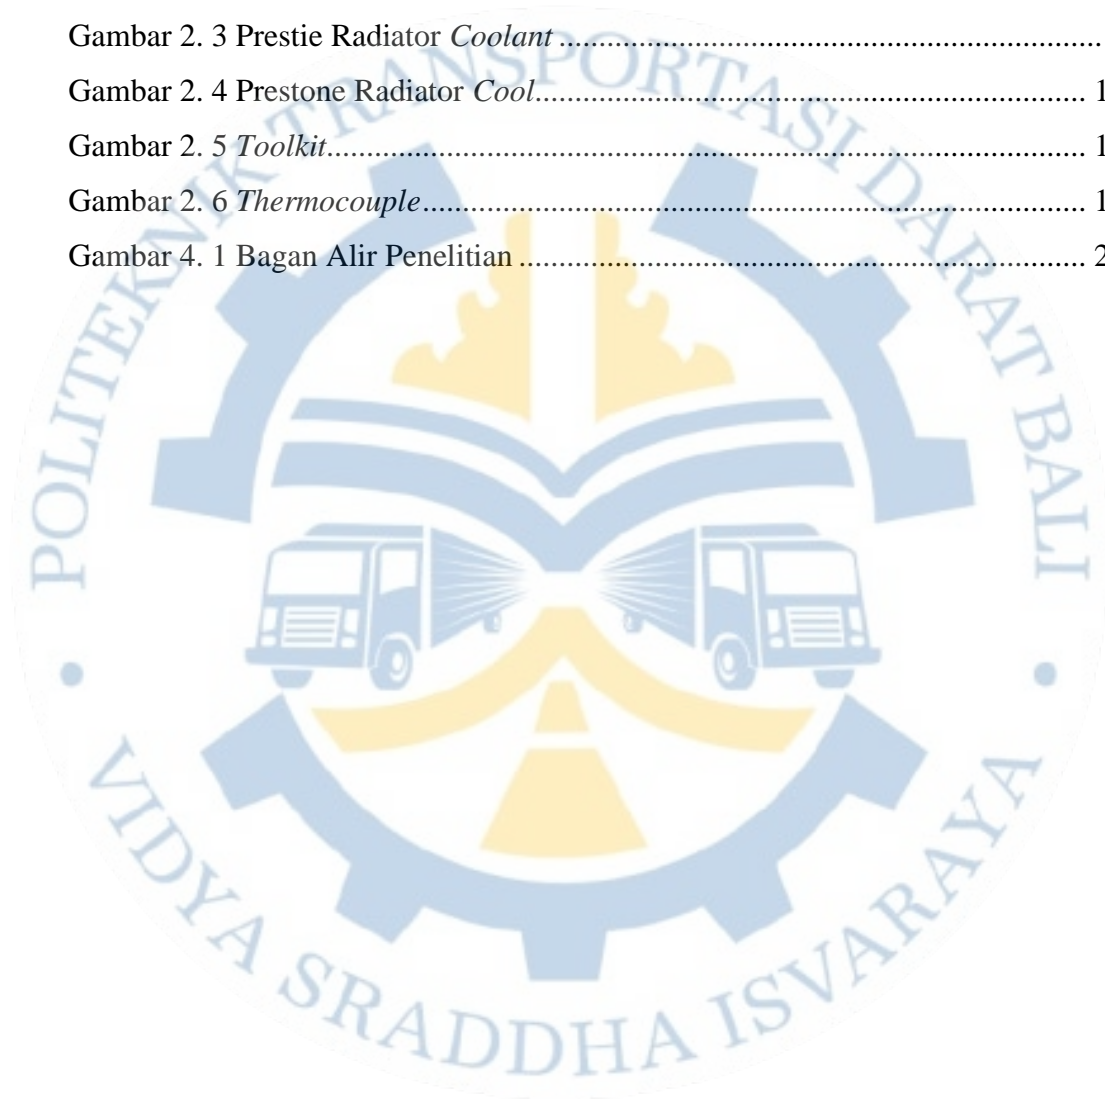 Gambar 2. 3 Prestie Radiator Coolant ..........................................................................................
Gambar 2. 4 Prestone Radiator Cool............................................................................................ 1
Gambar 2. 5 Toolkit............................................................................................................................... 1
Gambar 2. 6 Thermocouple............................................................................................................... 1
Gambar 4. 1 Bagan Alir Penelitian ............................................................................................... 2
POLITEKNIK TRANSPORTASI DARAT BALI
• VIDYA SRADDHA ISVARAYA •